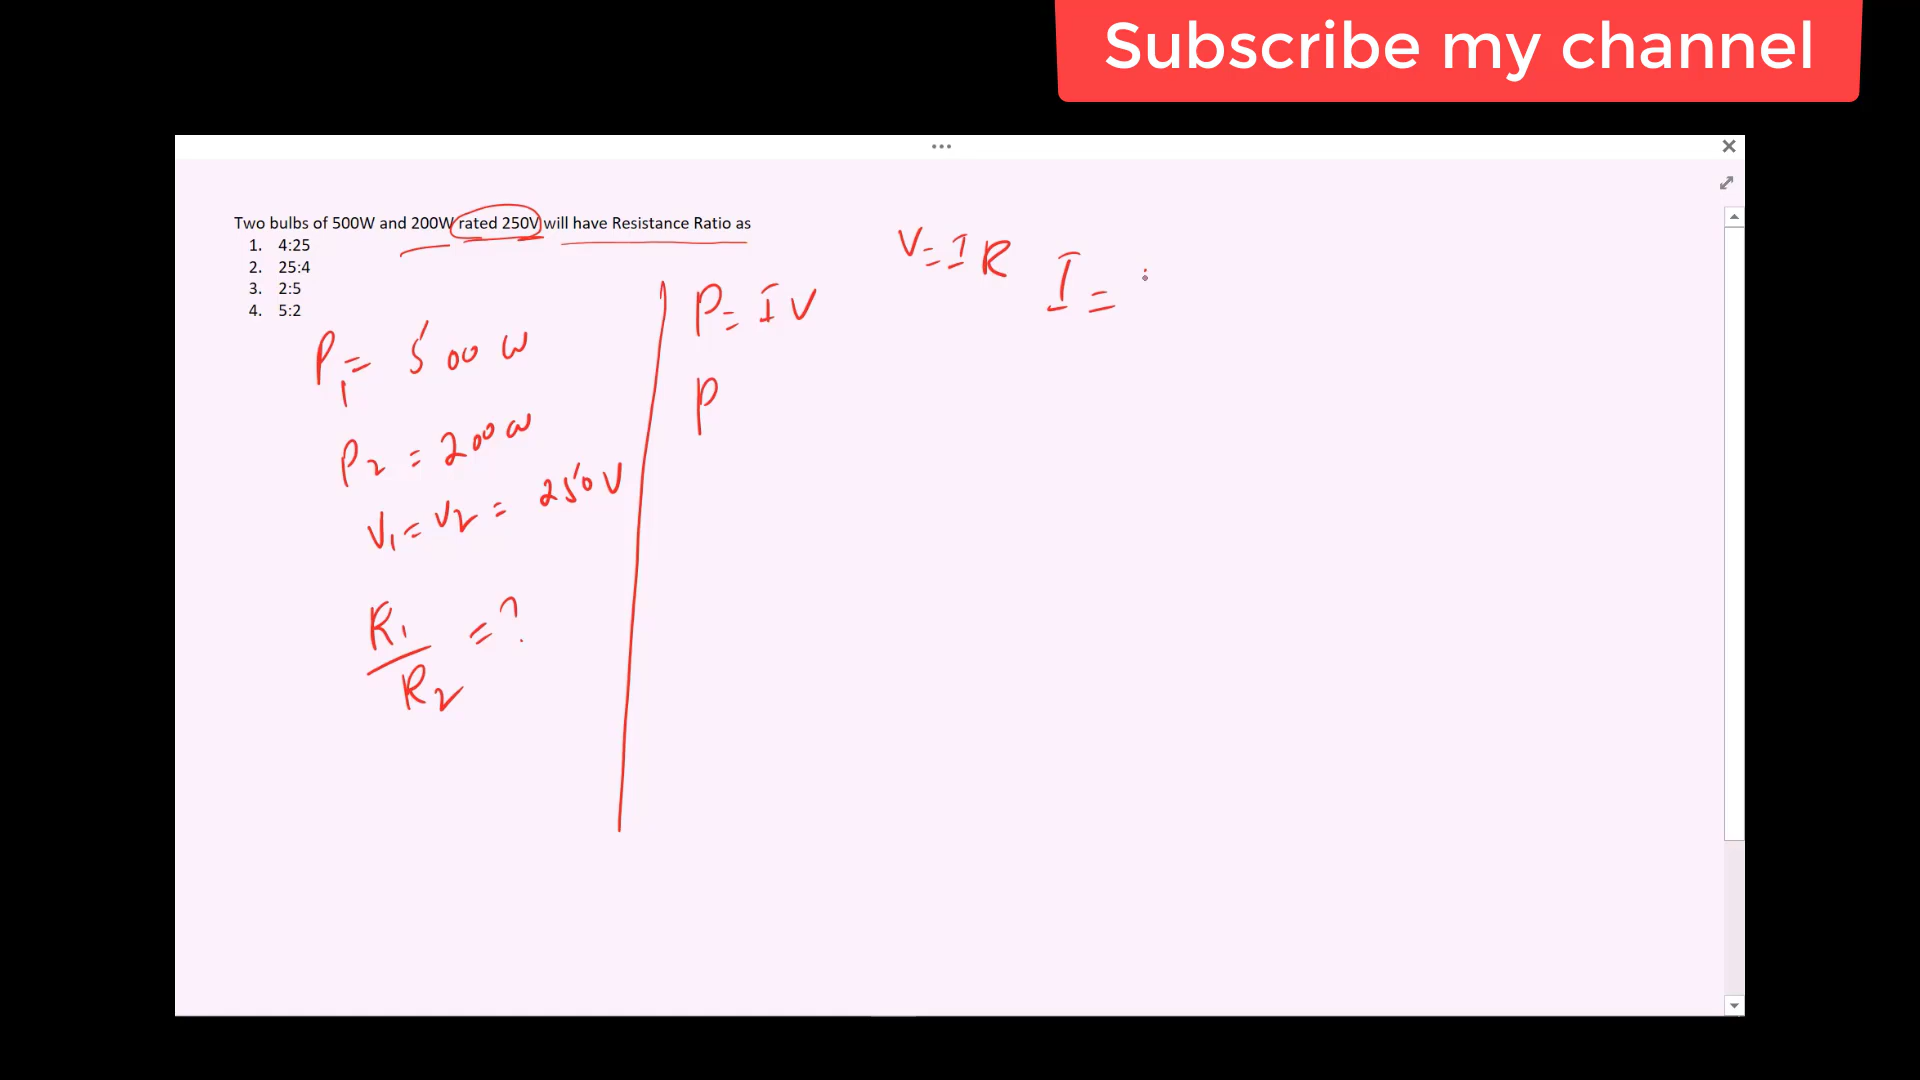 Subscribe my channel
Two bulbs of 500W and 200W rated 250V will have Resistance Ratio as
1. 4:25
2. 25:4
3. 2:5
4. 5:2
P₁ = 500 W
P₂ = 200 W
V₁ = V₂ = 250 V
R₁
R₂
= ?
P = I V
P
V = I R
I =